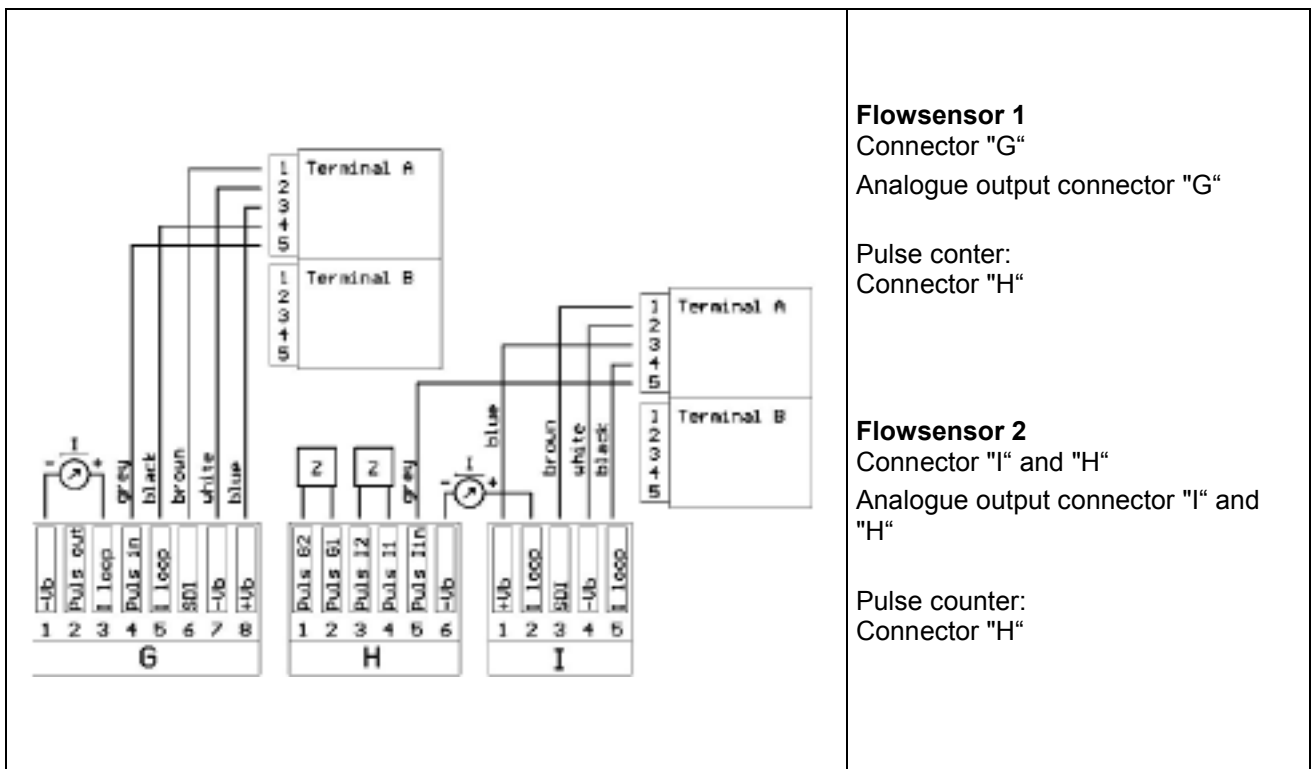 1 Terminal A
2
3
4
5
1 Terminal B
2
3
4
5
1 Terminal A
2
3
4
5
1 Terminal B
2
3
4
5
- I +
grey
black
brown
white
blue
2
2
grey
- I +
blue
brown
white
black
-Ub
Puls out
I loop
Puls in
I loop
SDI
-Ub
+Ub
1 2 3 4 5 6 7 8
G
Puls G2
Puls G1
Puls I2
Puls I1
Puls Iin
-Ub
1 2 3 4 5 6
H
+Ub
I loop
SDI
-Ub
I loop
1 2 3 4 5
I
Flowsensor 1
Connector "G“
Analogue output connector "G“
Pulse conter:
Connector "H“
Flowsensor 2
Connector "I“ and "H“
Analogue output connector "I“ and
"H“
Pulse counter:
Connector "H“